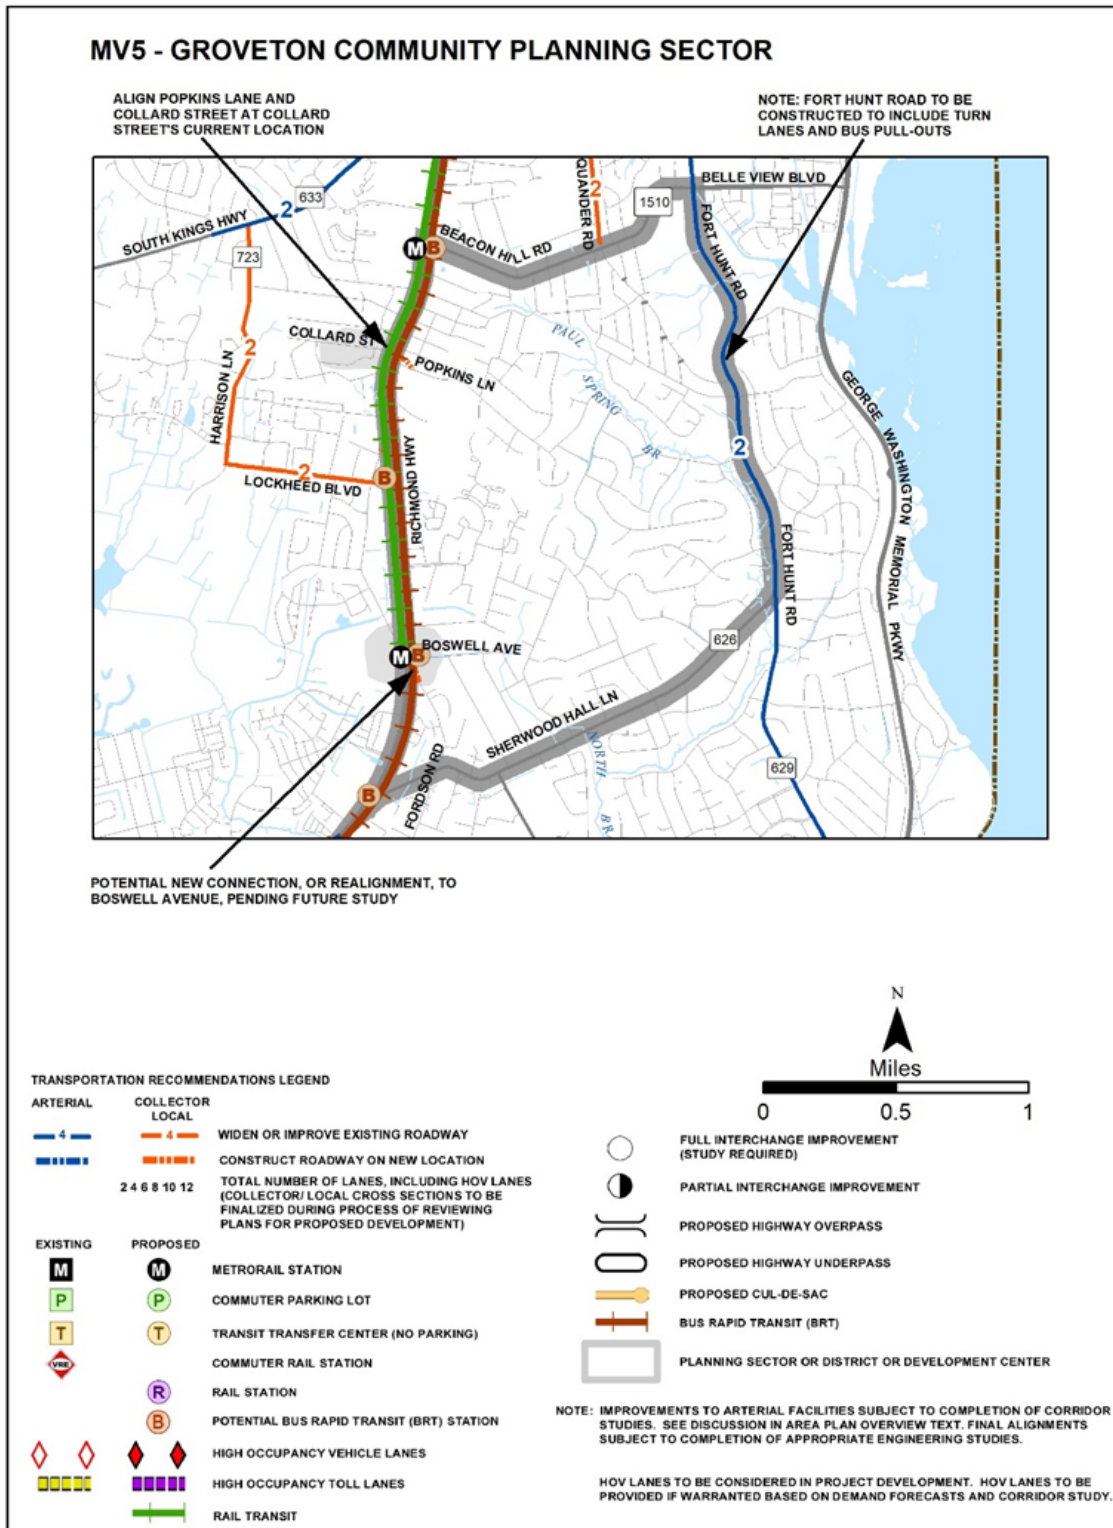 MV5 - GROVETON COMMUNITY PLANNING SECTOR
ALIGN POPKINS LANE AND
COLLARD STREET AT COLLARD
STREET'S CURRENT LOCATION
NOTE: FORT HUNT ROAD TO BE
CONSTRUCTED TO INCLUDE TURN
LANES AND BUS PULL-OUTS
633
2
SOUTH KINGS HWY
723
QUANDER RD
2
1510
BELLE VIEW BLVD
M
B
BEACON HILL RD
FORT HUNT RD
COLLARD ST
POPKINS LN
PAUL
SPRING
BR
2
HARRISON LN
2
LOCKHEED BLVD
B
RICHMOND HWY
2
GEORGE WASHINGTON MEMORIAL PKWY
FORT HUNT RD
626
M
B
BOSWELL AVE
SHERWOOD HALL LN
NORTH
BR
629
FORDSON RD
B
POTENTIAL NEW CONNECTION, OR REALIGNMENT, TO
BOSWELL AVENUE, PENDING FUTURE STUDY
N
Miles
0 0.5 1
TRANSPORTATION RECOMMENDATIONS LEGEND
ARTERIAL
COLLECTOR
LOCAL
4 4 WIDEN OR IMPROVE EXISTING ROADWAY
CONSTRUCT ROADWAY ON NEW LOCATION
2 4 6 8 10 12 TOTAL NUMBER OF LANES, INCLUDING HOV LANES
(COLLECTOR/ LOCAL CROSS SECTIONS TO BE
FINALIZED DURING PROCESS OF REVIEWING
PLANS FOR PROPOSED DEVELOPMENT)
EXISTING PROPOSED
M M METRORAIL STATION
P P COMMUTER PARKING LOT
T T TRANSIT TRANSFER CENTER (NO PARKING)
VRE COMMUTER RAIL STATION
R RAIL STATION
B POTENTIAL BUS RAPID TRANSIT (BRT) STATION
HIGH OCCUPANCY VEHICLE LANES
HIGH OCCUPANCY TOLL LANES
RAIL TRANSIT
FULL INTERCHANGE IMPROVEMENT
(STUDY REQUIRED)
PARTIAL INTERCHANGE IMPROVEMENT
PROPOSED HIGHWAY OVERPASS
PROPOSED HIGHWAY UNDERPASS
PROPOSED CUL-DE-SAC
BUS RAPID TRANSIT (BRT)
PLANNING SECTOR OR DISTRICT OR DEVELOPMENT CENTER
NOTE: IMPROVEMENTS TO ARTERIAL FACILITIES SUBJECT TO COMPLETION OF CORRIDOR
STUDIES. SEE DISCUSSION IN AREA PLAN OVERVIEW TEXT. FINAL ALIGNMENTS
SUBJECT TO COMPLETION OF APPROPRIATE ENGINEERING STUDIES.
HOV LANES TO BE CONSIDERED IN PROJECT DEVELOPMENT. HOV LANES TO BE
PROVIDED IF WARRANTED BASED ON DEMAND FORECASTS AND CORRIDOR STUDY.